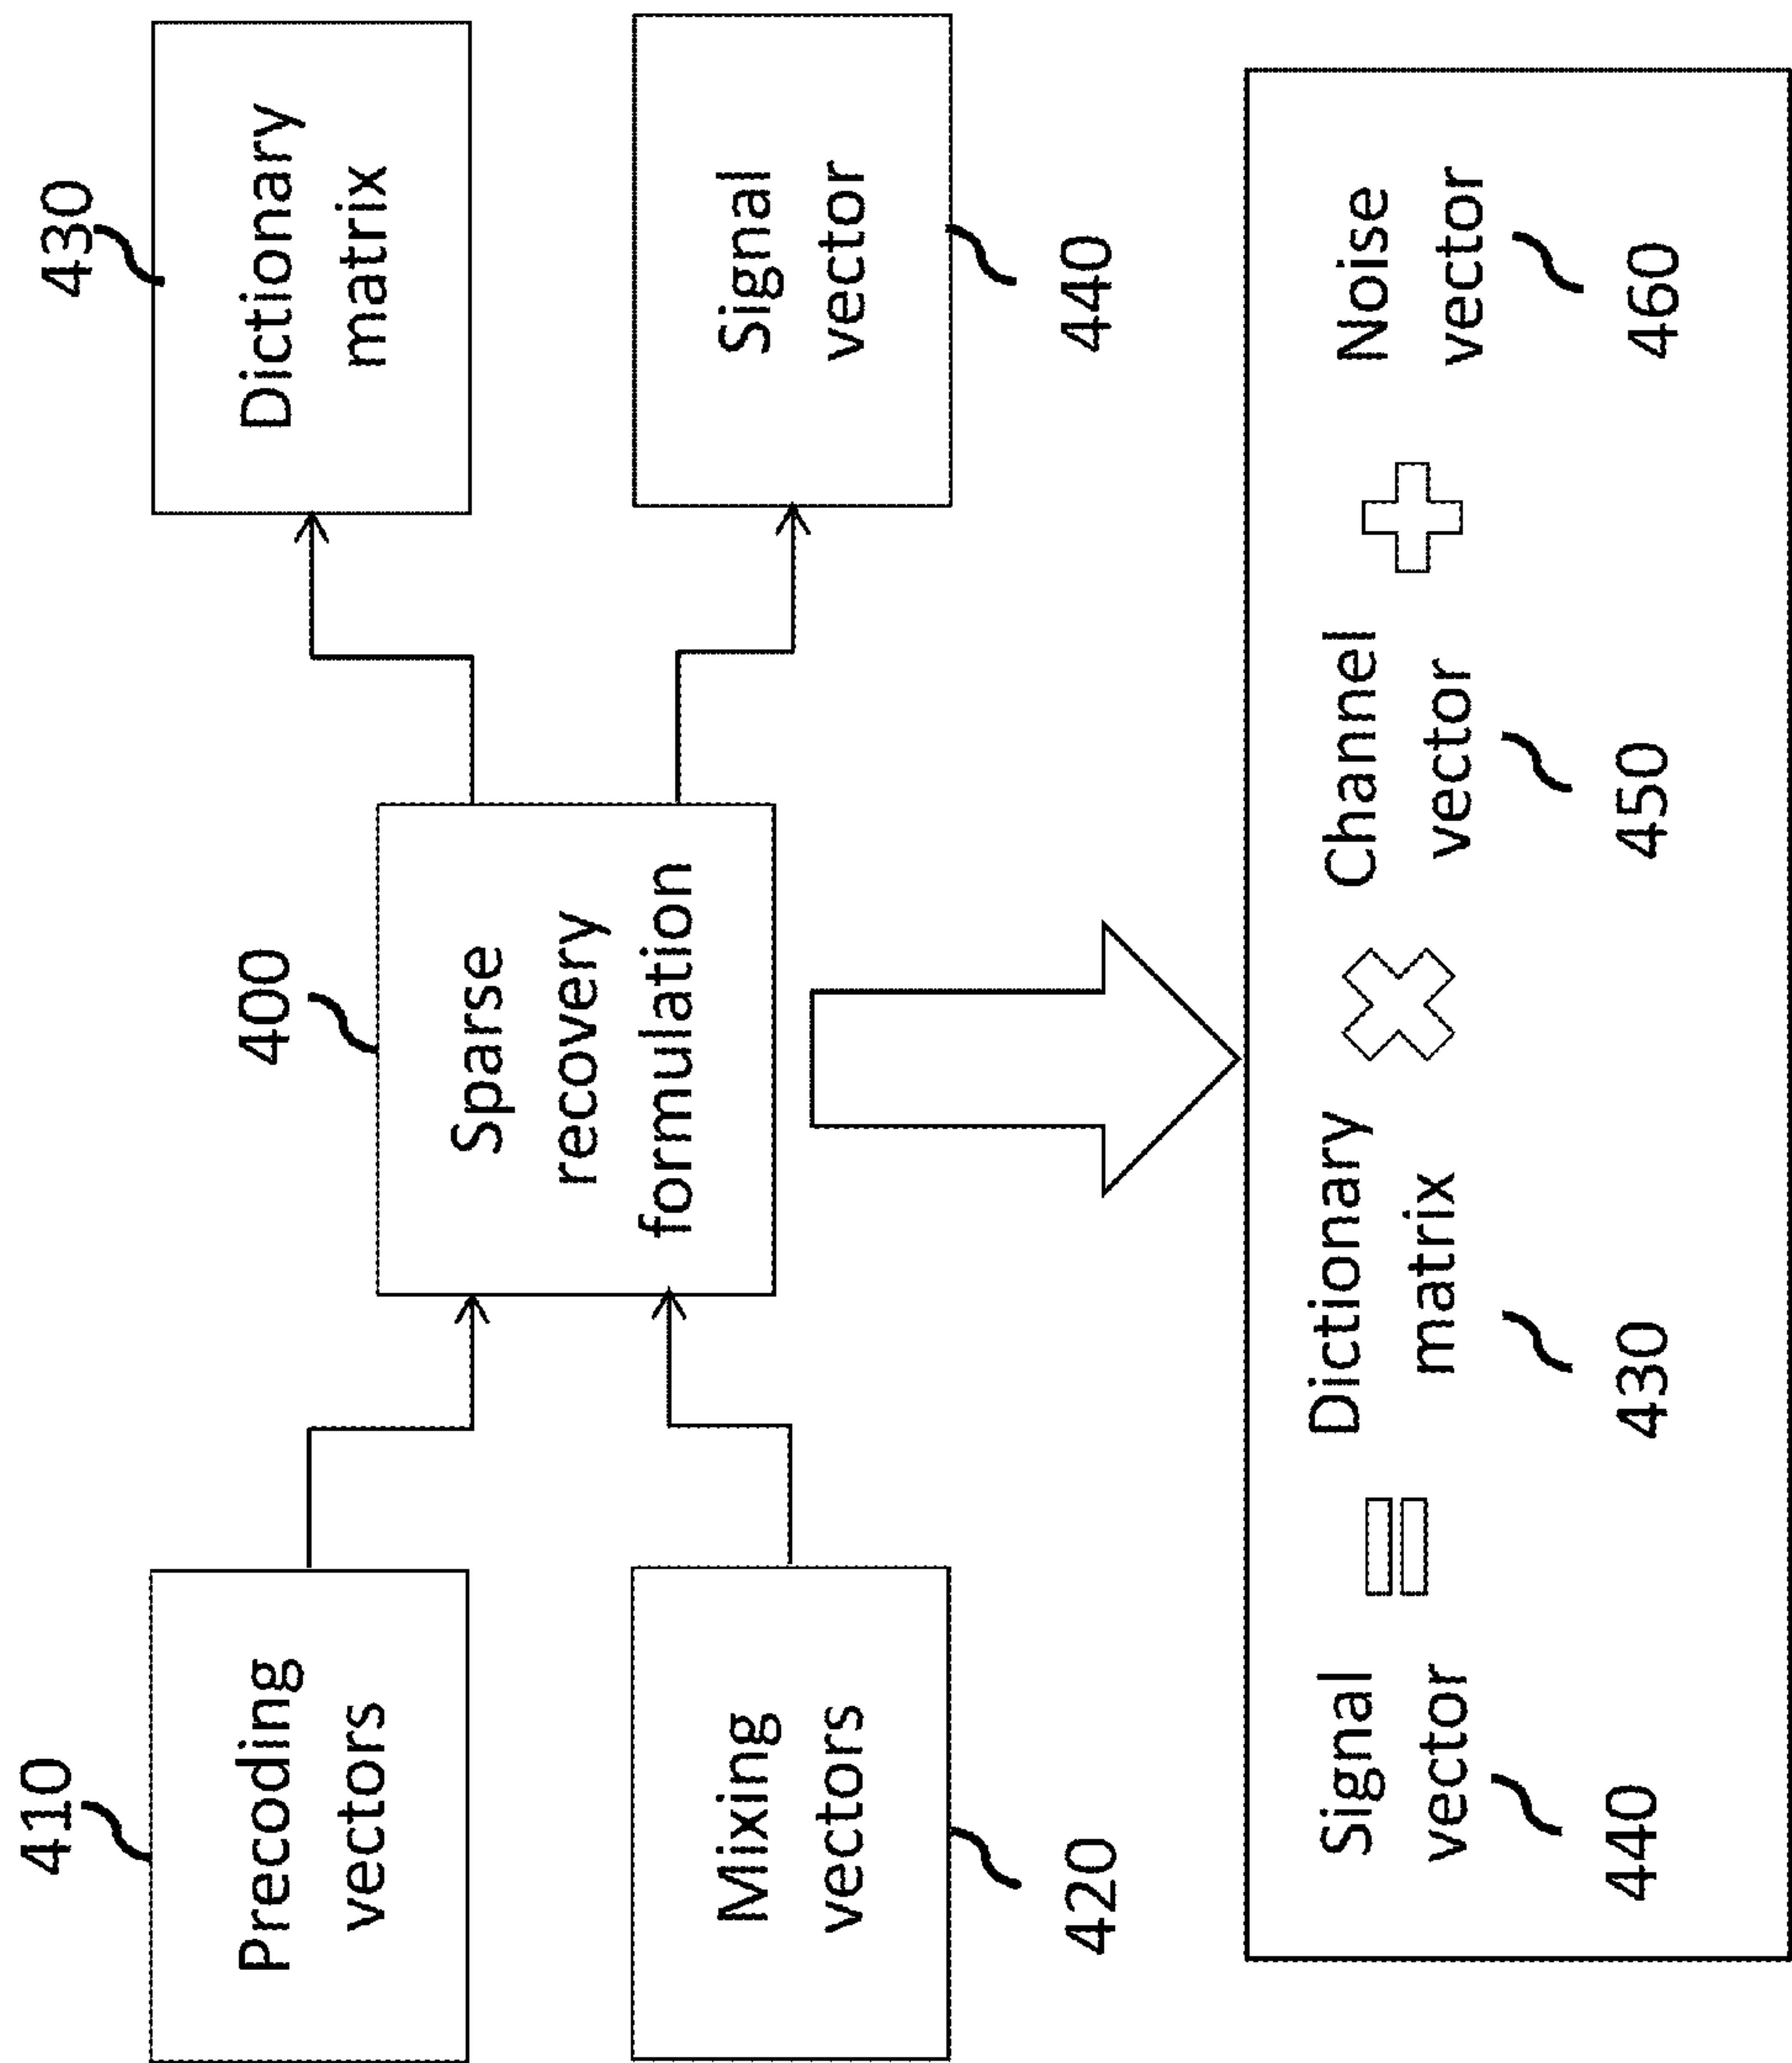 410
Precoding
vectors
Mixing
vectors
420
400
Sparse
recovery
formulation
430
Dictionary
matrix
Signal
vector
440
Signal
vector
440
=
Dictionary
matrix
430
×
Channel
vector
450
+
Noise
vector
460